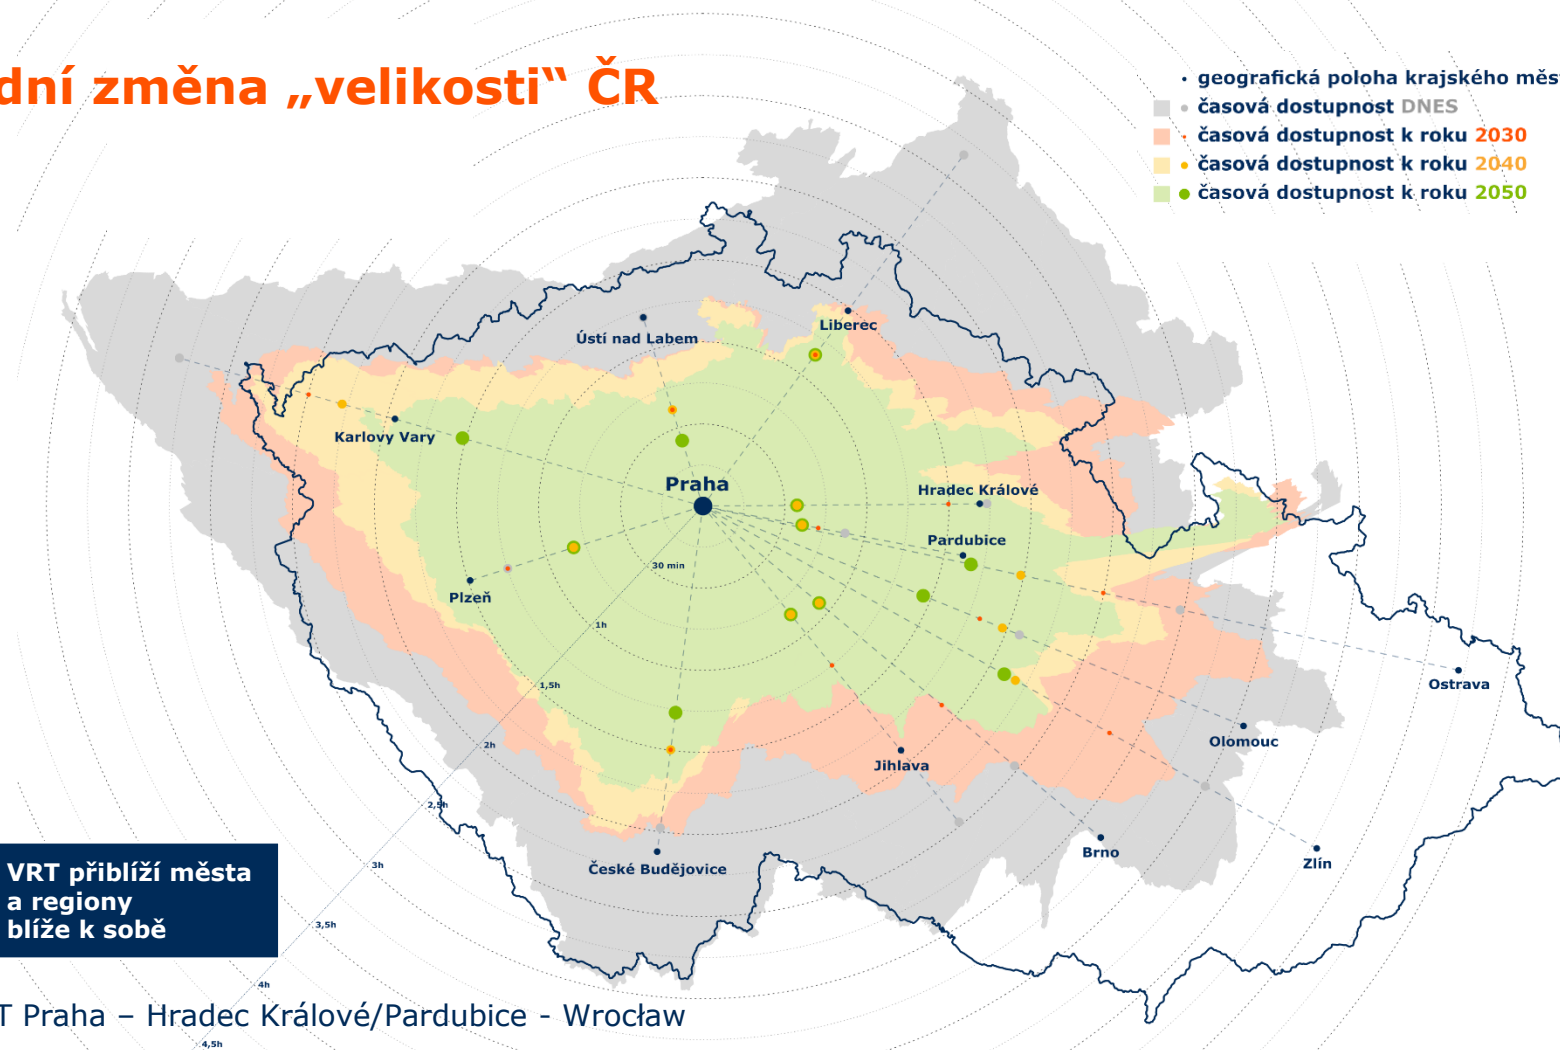 dní změna „velikosti“ ČR
geografická poloha krajského měs
časová dostupnost DNES
časová dostupnost k roku 2030
časová dostupnost k roku 2040
časová dostupnost k roku 2050
Liberec
Ústí nad Labem
Karlovy Vary
Praha
Hradec Králové
Pardubice
30 min
Plzeň
1h
1,5h
Ostrava
2h
Olomouc
Jihlava
2,5h
Brno
Zlín
České Budějovice
3h
VRT přiblíží města
a regiony
blíže k sobě
3,5h
4h
T Praha – Hradec Králové/Pardubice - Wrocław
4,5h